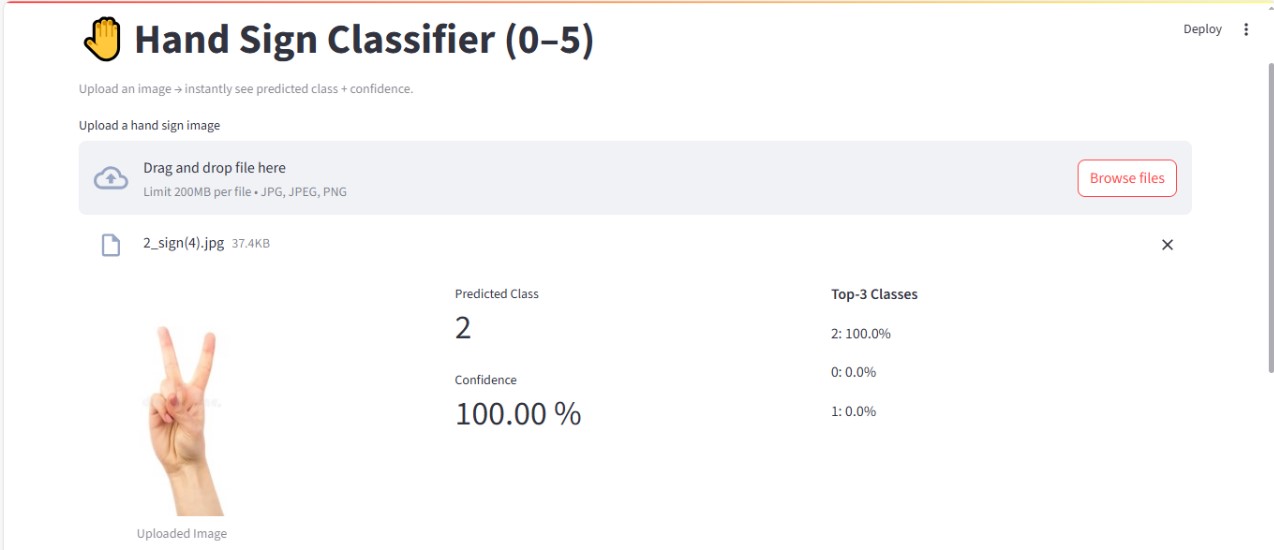 Deploy
Hand Sign Classifier (0–5)
Upload an image → instantly see predicted class + confidence.
Upload a hand sign image
Drag and drop file here
Limit 200MB per file • JPG, JPEG, PNG
Browse files
2_sign(4).jpg 37.4KB
Predicted Class
2
Confidence
100.00 %
Top-3 Classes
2: 100.0%
0: 0.0%
1: 0.0%
Uploaded Image